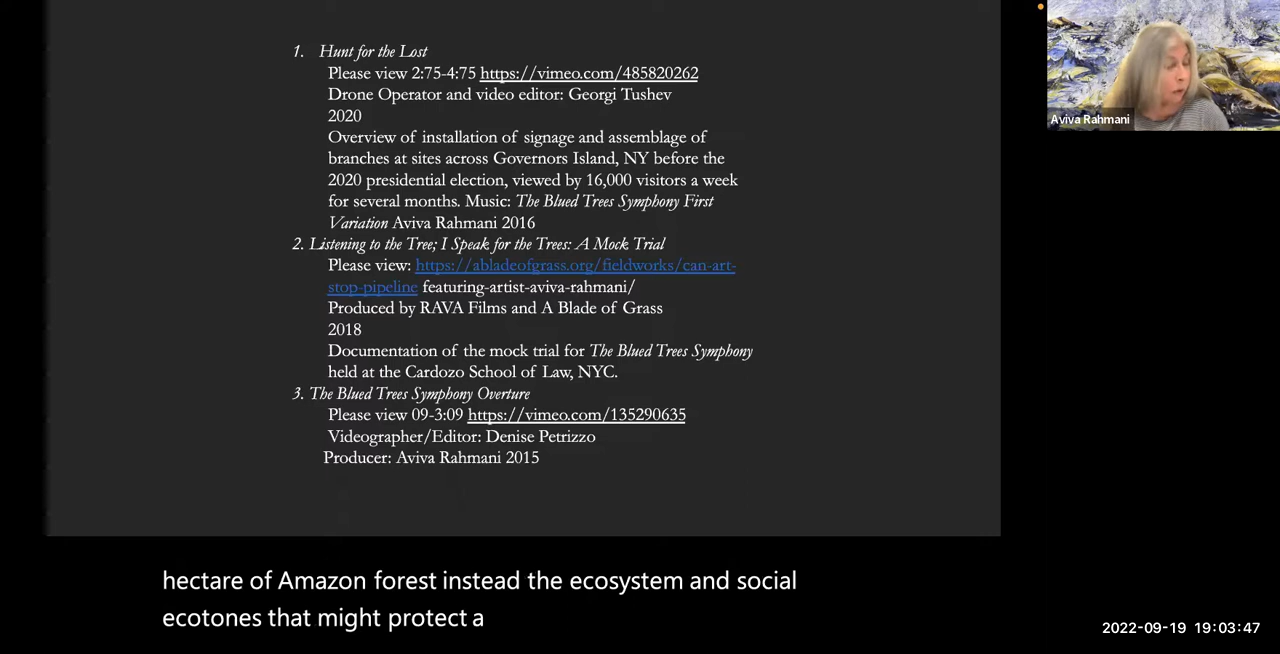 1. Hunt for the Lost
Please view 2:75-4:75 https://vimeo.com/485820262
Drone Operator and video editor: Georgi Tushev
2020
Overview of installation of signage and assemblage of
branches at sites across Governors Island, NY before the
2020 presidential election, viewed by 16,000 visitors a week
for several months. Music: The Blued Trees Symphony First
Variation Aviva Rahmani 2016
2. Listening to the Tree; I Speak for the Trees: A Mock Trial
Please view: https://abladeofgrass.org/fieldworks/can-art-
stop-pipeline featuring-artist-aviva-rahmani/
Produced by RAVA Films and A Blade of Grass
2018
Documentation of the mock trial for The Blued Trees Symphony
held at the Cardozo School of Law, NYC.
3. The Blued Trees Symphony Overture
Please view 09-3:09 https://vimeo.com/135290635
Videographer/Editor: Denise Petrizzo
Producer: Aviva Rahmani 2015
Aviva Rahmani
hectare of Amazon forest instead the ecosystem and social
ecotones that might protect a
2022-09-19 19:03:47